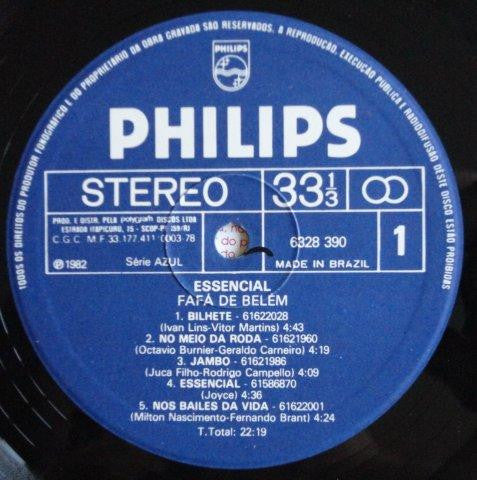 TODOS OS DIREITOS DO PRODUTOR FONOGRÁFICO E DO PROPRIETÁRIO DA OBRA GRAVADA SÃO RESERVADOS. A REPRODUÇÃO, EXECUÇÃO PÚBLICA E RADIODIFUSÃO DESTE DISCO ESTÃO PROIBIDAS
PHILIPS
PHILIPS
STEREO
33 1/3
PROD. E DISTR. PELA polygram DISCOS LTDA
ESTRADA ITAPICURU,
C.G.C. M.F. 33.177.411
0003-78
℗ 1982
Série AZUL
6328 390
MADE IN BRAZIL
1
ESSENCIAL
FAFÁ DE BELÉM
1. BILHETE - 61622028
(Ivan Lins-Vitor Martins) 4:43
2. NO MEIO DA RODA - 61621960
(Octavio Burnier-Geraldo Carneiro) 4:19
3. JAMBO - 61621986
(Juca Filho-Rodrigo Campello) 4:09
4. ESSENCIAL - 61586870
(Joyce) 4:36
5. NOS BAILES DA VIDA - 61622001
(Milton Nascimento-Fernando Brant) 4:24
T.Total: 22:19